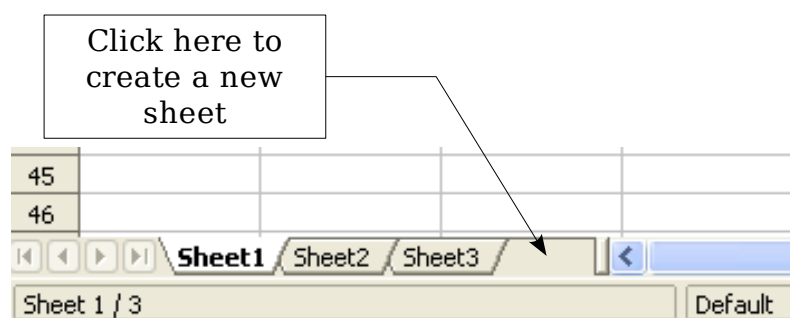 Click here to
create a new
sheet
45
46
Sheet1 Sheet2 Sheet3
Sheet 1 / 3 Default